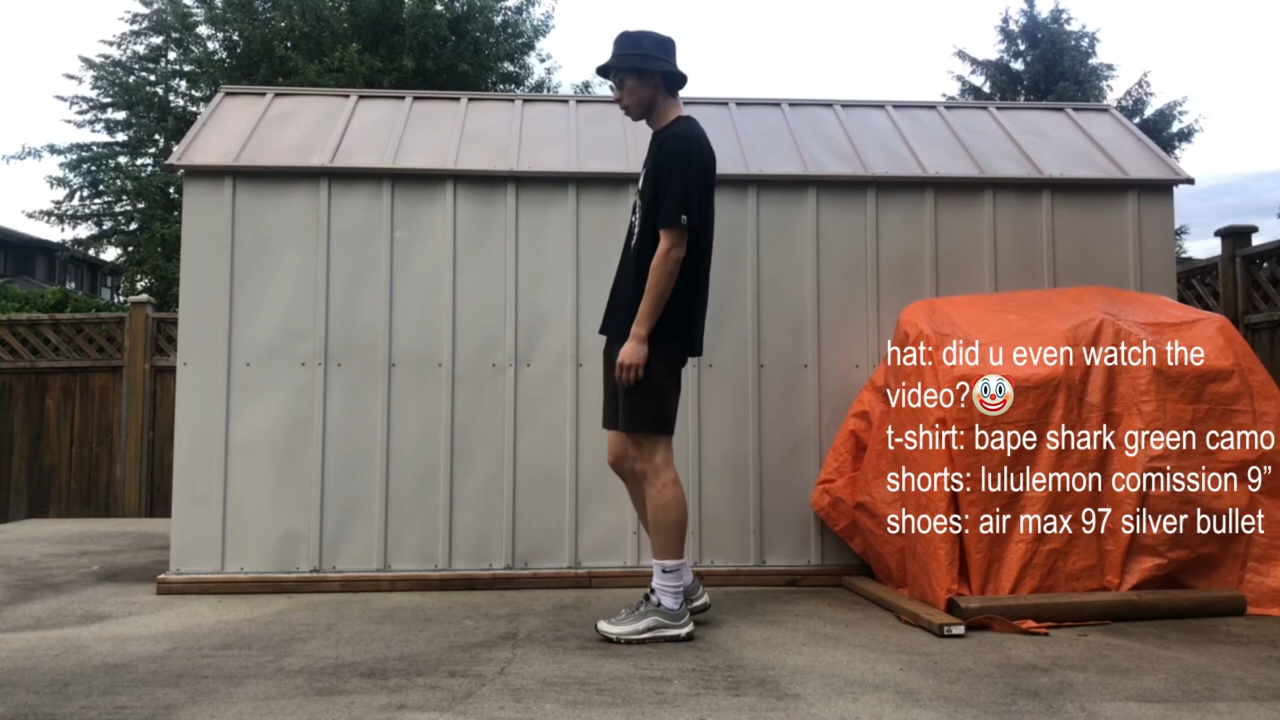 hat: did u even watch the
video?🤡
t-shirt: bape shark green camo
shorts: lululemon comission 9”
shoes: air max 97 silver bullet